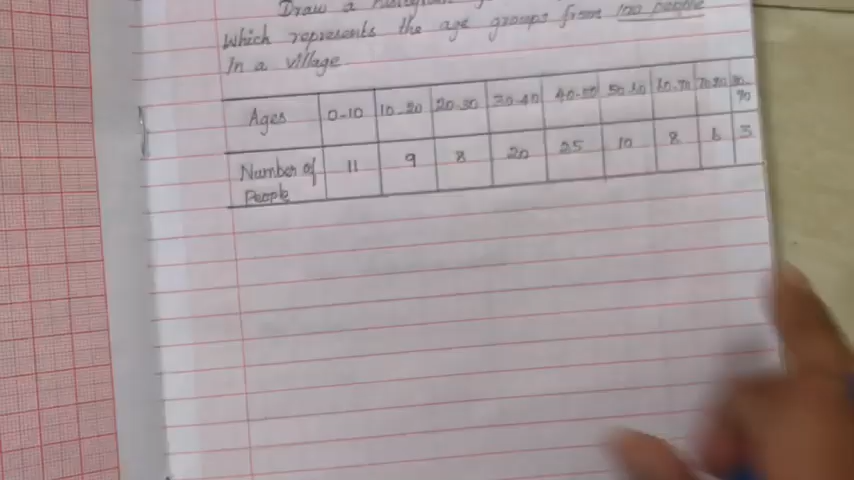 Draw a
Which represents the age groups from 100 people
In a village
Ages 0-10 10-20 20-30 30-40 40-50 50-60 60-70 70-80 80-90
Number of People 11 9 8 20 25 10 8 6 3